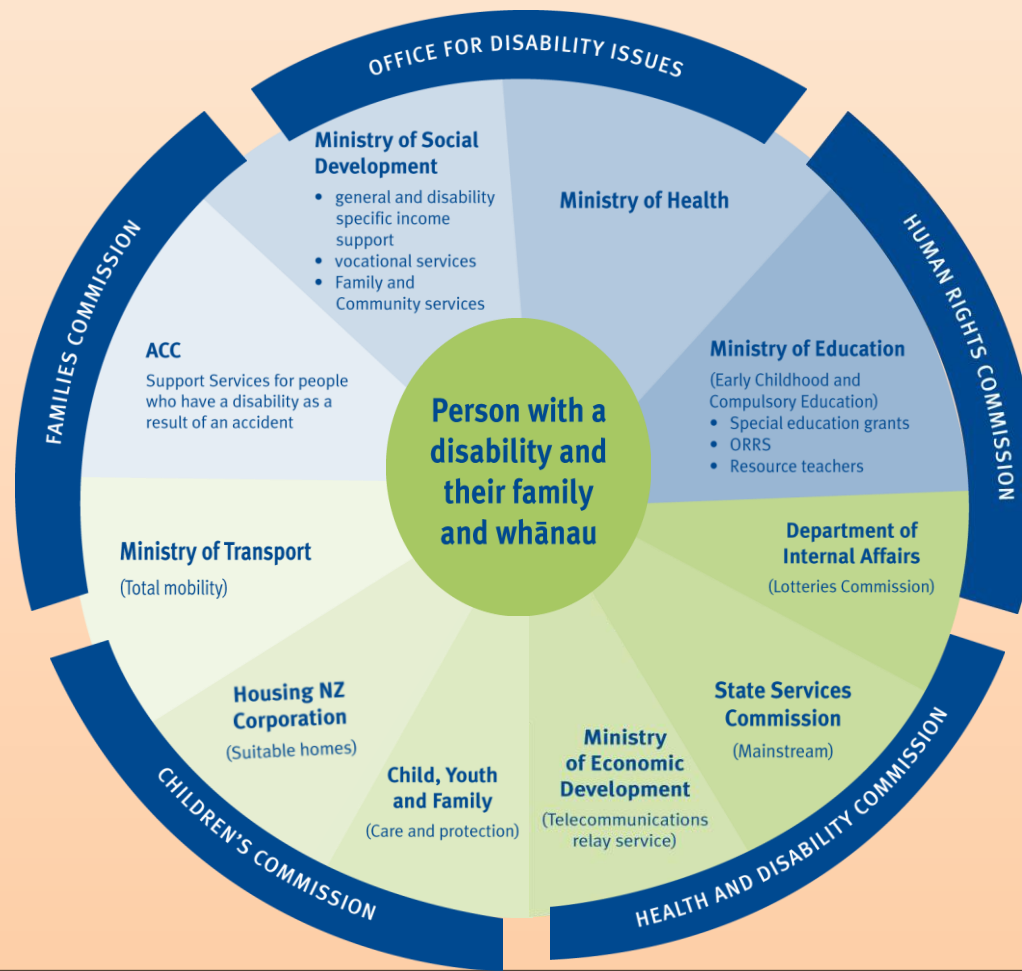 OFFICE FOR DISABILITY ISSUES
HUMAN RIGHTS COMMISSION
HEALTH AND DISABILITY COMMISSION
CHILDREN'S COMMISSION
FAMILIES COMMISSION
Ministry of Social
Development
• general and disability
specific income
support
• vocational services
• Family and
Community services
Ministry of Health
Ministry of Education
(Early Childhood and
Compulsory Education)
• Special education grants
• ORRS
• Resource teachers
Department of
Internal Affairs
(Lotteries Commission)
State Services
Commission
(Mainstream)
Ministry
of Economic
Development
(Telecommunications
relay service)
Child, Youth
and Family
(Care and protection)
Housing NZ
Corporation
(Suitable homes)
Ministry of Transport
(Total mobility)
ACC
Support Services for people
who have a disability as a
result of an accident
Person with a
disability and
their family
and whānau